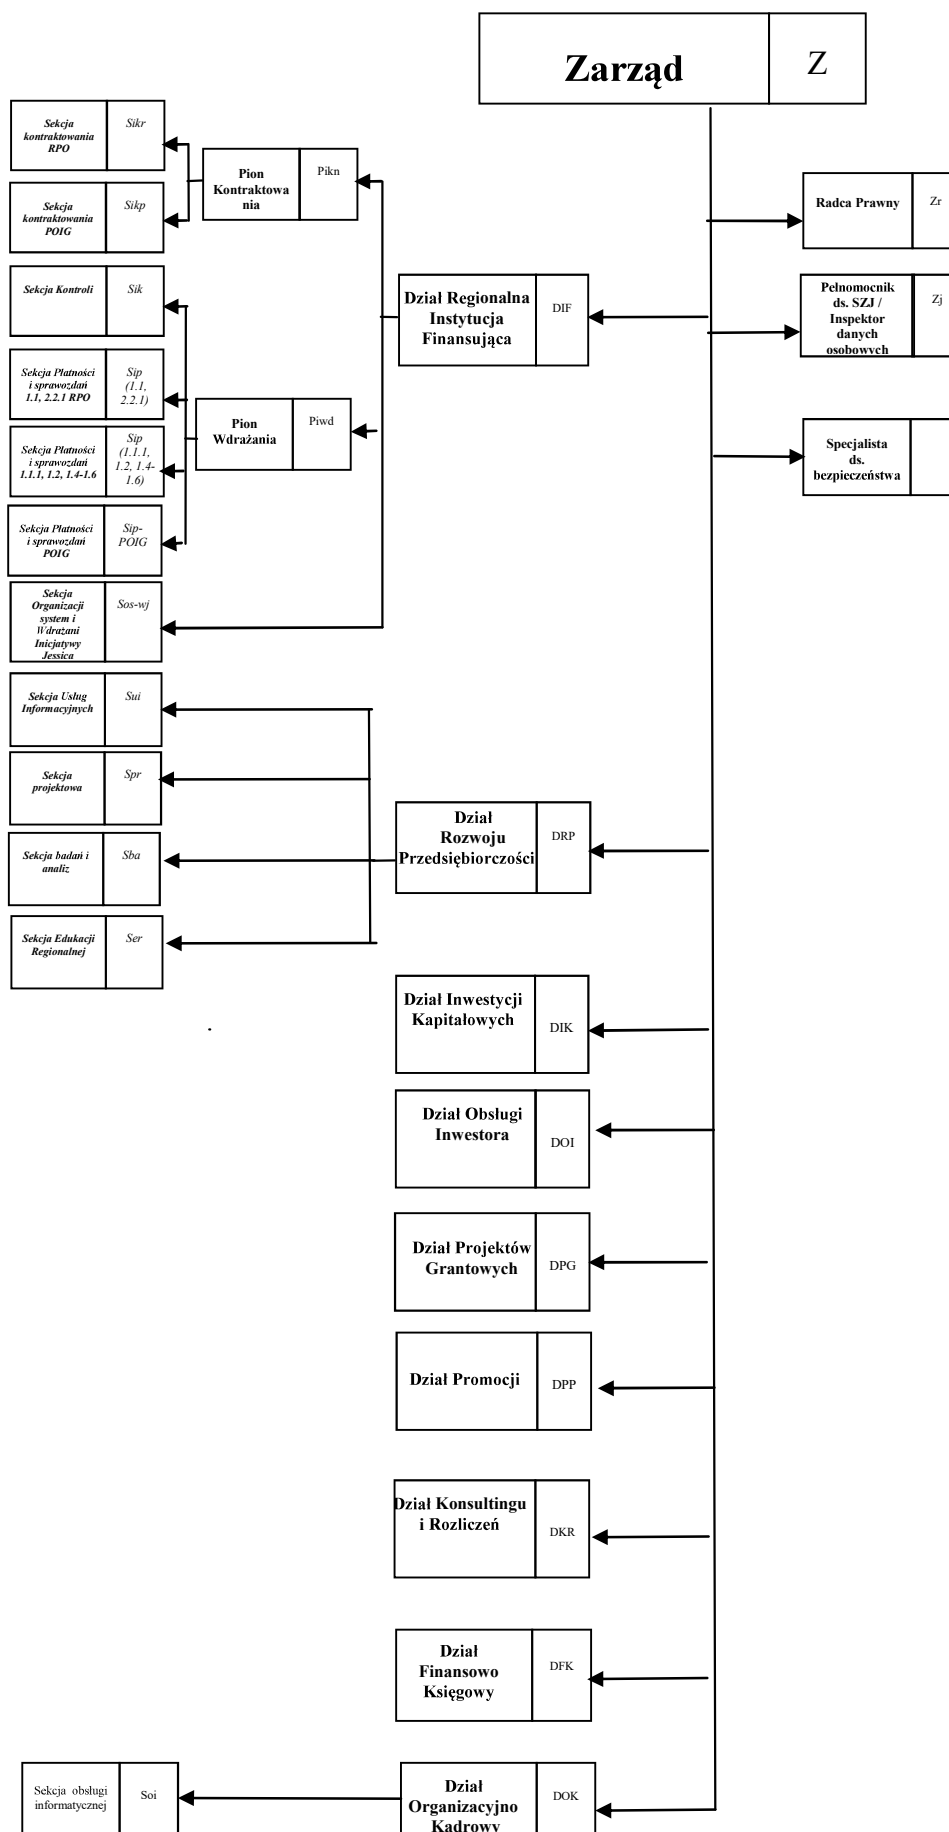 Zarząd
Z
Sekcja
kontraktowania
RPO
Sikr
Pion
Kontraktowa
nia
Pikn
Sekcja
kontraktowania
POIG
Sikp
Radca Prawny
Zr
Sekcja Kontroli
Sik
Dział Regionalna
Instytucja
Finansująca
DIF
Pełnomocnik
ds. SZJ /
Inspektor
danych
osobowych
Zj
Sekcja Płatności
i sprawozdań
1.1, 2.2.1 RPO
Sip
(1.1,
2.2.1)
Pion
Wdrażania
Piwd
Sekcja Płatności
i sprawozdań
1.1.1, 1.2, 1.4-1.6
Sip
(1.1.1,
1.2, 1.4-
1.6)
Specjalista
ds.
bezpieczeństwa
Sekcja Płatności
i sprawozdań
POIG
Sip-
POIG
Sekcja
Organizacji
system i
Wdrażani
Inicjatywy
Jessica
Sos-wj
Sekcja Usług
Informacyjnych
Sui
Sekcja
projektowa
Spr
Dział
Rozwoju
Przedsiębiorczości
DRP
Sekcja badań i
analiz
Sba
Sekcja Edukacji
Regionalnej
Ser
Dział Inwestycji
Kapitałowych
DIK
.
Dział Obsługi
Inwestora
DOI
Dział Projektów
Grantowych
DPG
Dział Promocji
DPP
Dział Konsultingu
i Rozliczeń
DKR
Dział
Finansowo
Księgowy
DFK
Sekcja obsługi
informatycznej
Soi
Dział
Organizacyjno
Kadrowy
DOK